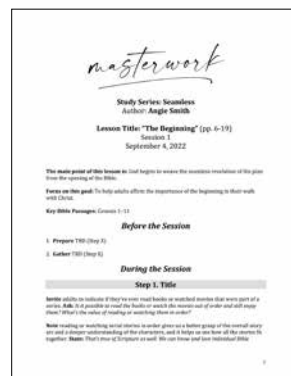 masterwork
Study Series: Seamless
Author: Angie Smith
Lesson Title: "The Beginning" (pp. 6-19)
Session 1
September 4, 2022
The main point of this lesson is: God begins to weave the seamless revelation of his plan
from the opening of the Bible.
Focus on this goal: To help adults affirm the importance of the beginning in their walk
with Christ.
Key Bible Passages: Genesis 1–11
Before the Session
1. Prepare TBD (Step X)
2. Gather TBD (Step X)
During the Session
Step 1. Title
Invite adults to indicate if they've ever read books or watched movies that were part of a
series. Ask: Is it possible to read the books or watch the movies out of order and still enjoy
them? What's the value of reading or watching them in order?
Note reading or watching serial stories in order gives us a better grasp of the overall story
arc and a deeper understanding of the characters, and it helps us see how all the stories fit
together. State: That's true of Scripture as well. We can know and love individual Bible